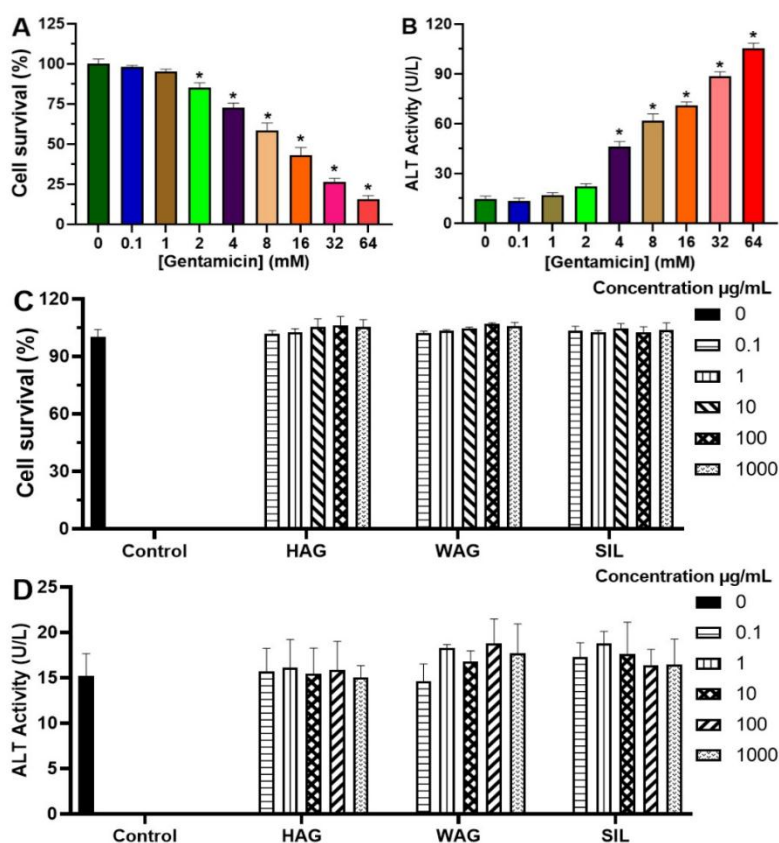 A
Cell survival (%)
125
100
75
50
25
0
* * * * * *
0 0.1 1 2 4 8 16 32 64
[Gentamicin] (mM)
B
ALT Activity (U/L)
120
90
60
30
0
* * * * *
0 0.1 1 2 4 8 16 32 64
[Gentamicin] (mM)
C
Cell survival (%)
120
90
60
30
0
Control HAG WAG SIL
Concentration µg/mL
0
0.1
1
10
100
1000
D
ALT Activity (U/L)
25
20
15
10
5
0
Control HAG WAG SIL
Concentration µg/mL
0
0.1
1
10
100
1000